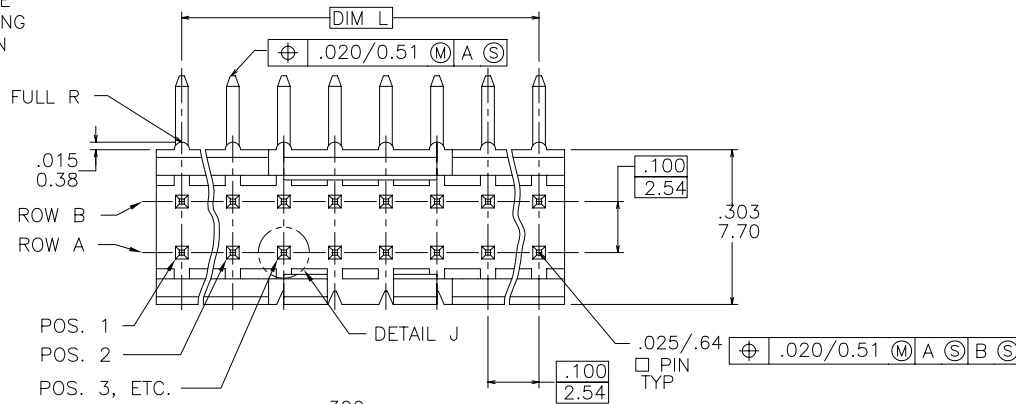 NG
N
DIM L
⌖ .020/0.51 Ⓜ A Ⓢ
FULL R
.015
0.38
.100
2.54
ROW B
ROW A
.303
7.70
POS. 1
POS. 2
POS. 3, ETC.
DETAIL J
.025/.64
□ PIN
TYP
⌖ .020/0.51 Ⓜ A Ⓢ B Ⓢ
.100
2.54